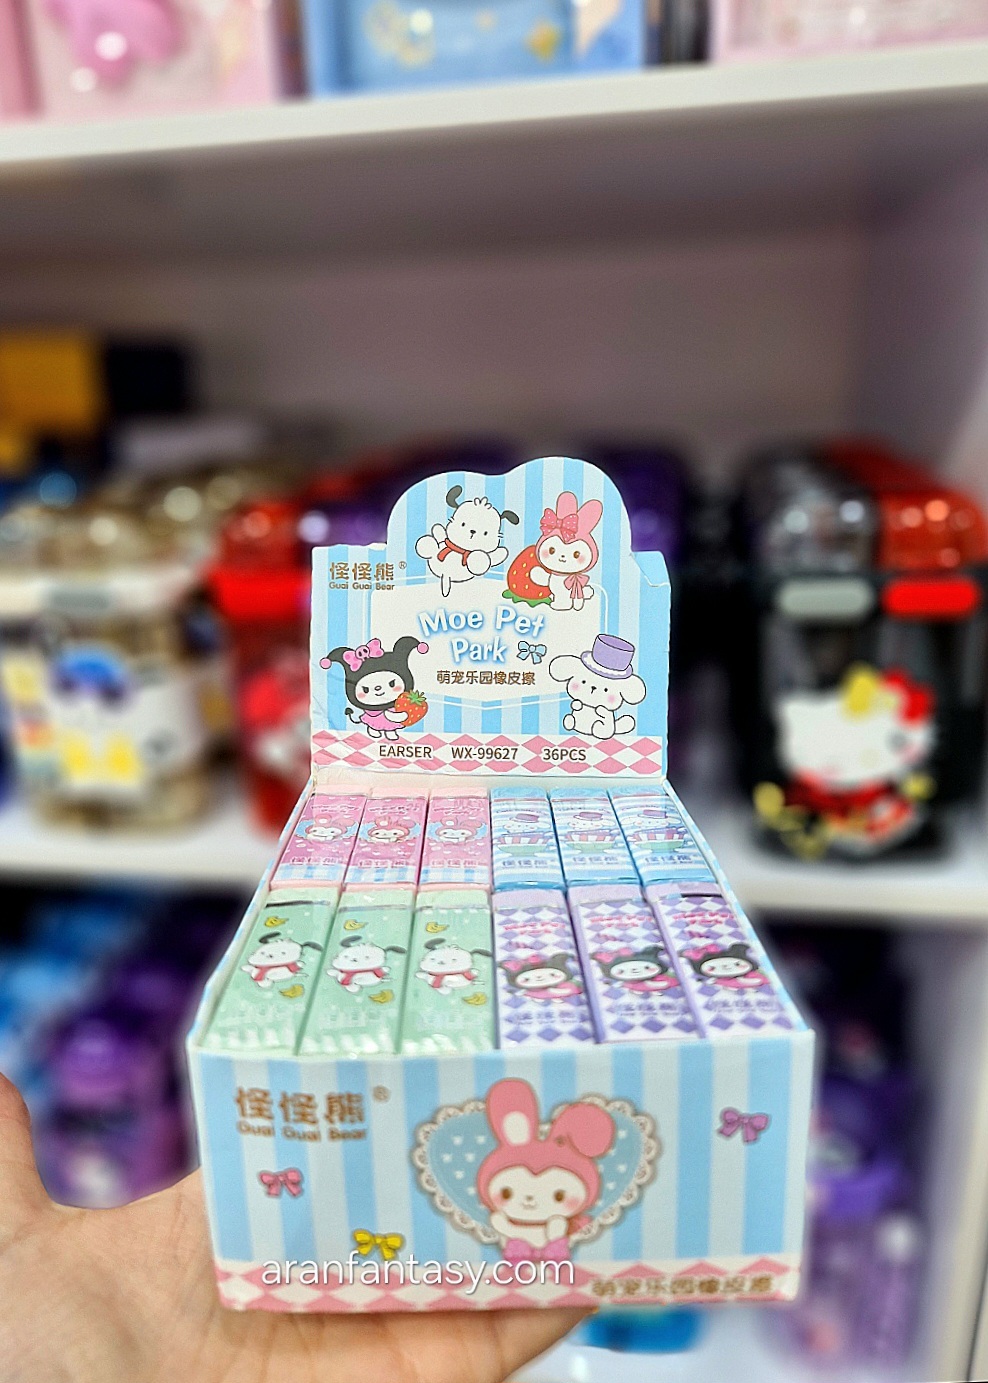 怪怪熊®
Guai Guai Bear
Moe Pet
Park
萌宠乐园橡皮擦
EARSER WX-99627 36PCS
怪怪熊®
Guai Guai Bear
aranfantasy.com
萌宠乐园橡皮擦